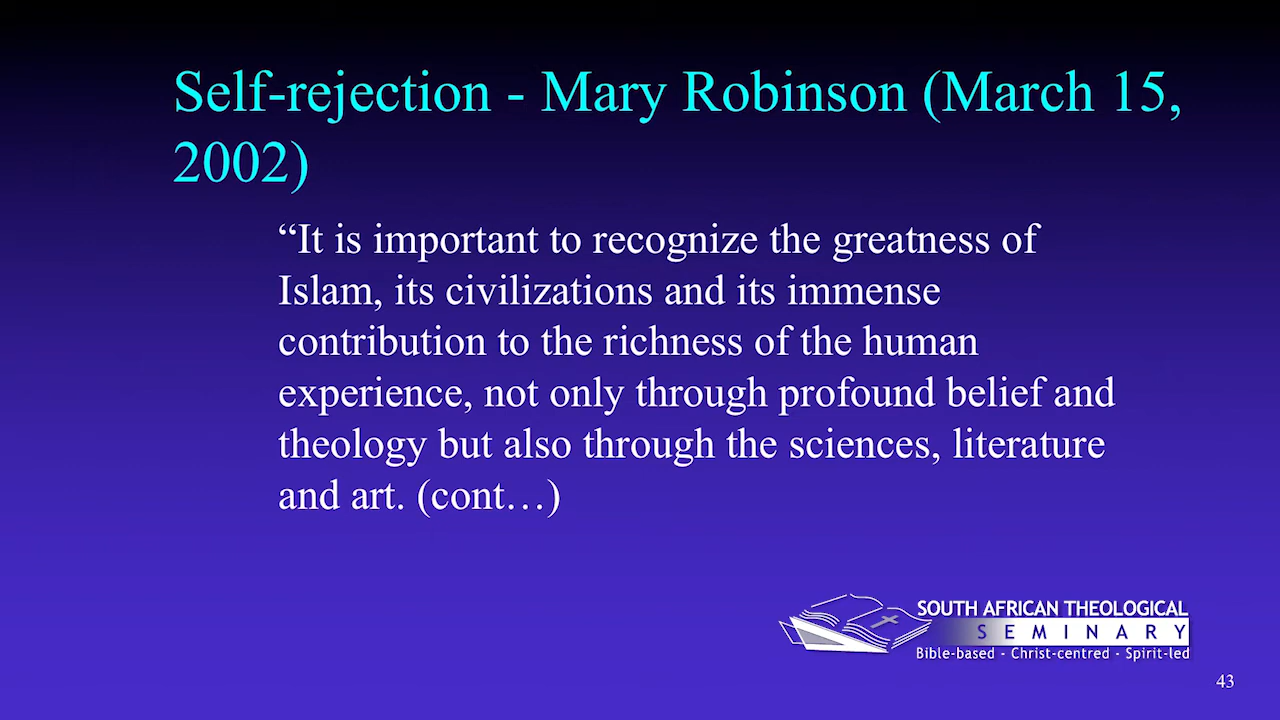 Self-rejection - Mary Robinson (March 15,
2002)
“It is important to recognize the greatness of
Islam, its civilizations and its immense
contribution to the richness of the human
experience, not only through profound belief and
theology but also through the sciences, literature
and art. (cont…)
SOUTH AFRICAN THEOLOGICAL
SEMINARY
Bible-based - Christ-centred - Spirit-led
43